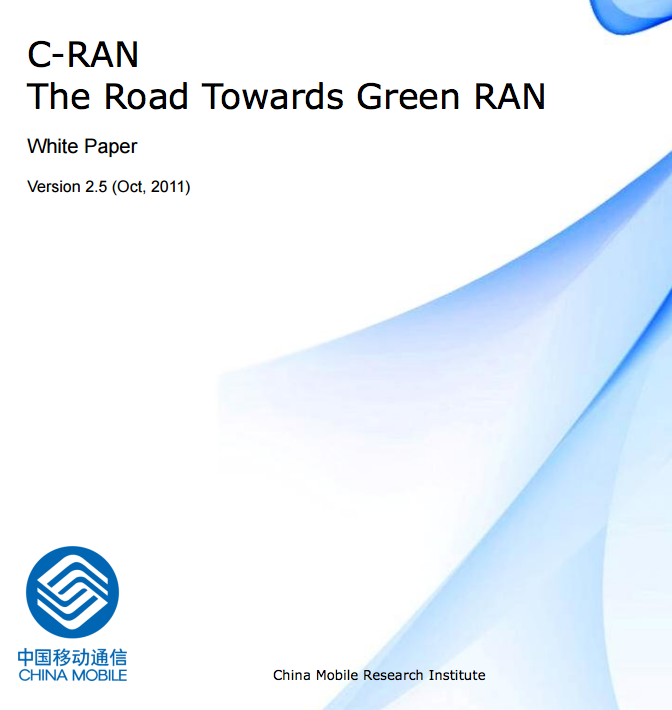 C-RAN
The Road Towards Green RAN
White Paper
Version 2.5 (Oct, 2011)
中国移动通信
CHINA MOBILE
China Mobile Research Institute